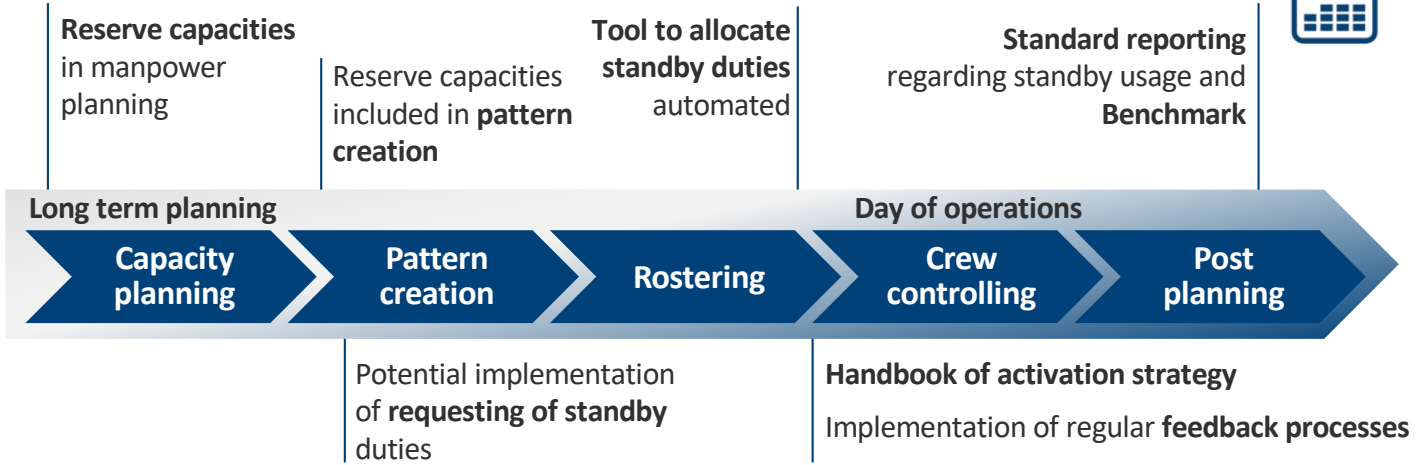 Reserve capacities
in manpower
planning
Reserve capacities
included in pattern
creation
Tool to allocate
standby duties
automated
Standard reporting
regarding standby usage and
Benchmark
Long term planning
Day of operations
Capacity
planning
Pattern
creation
Rostering
Crew
controlling
Post
planning
Potential implementation
of requesting of standby
duties
Handbook of activation strategy
Implementation of regular feedback processes